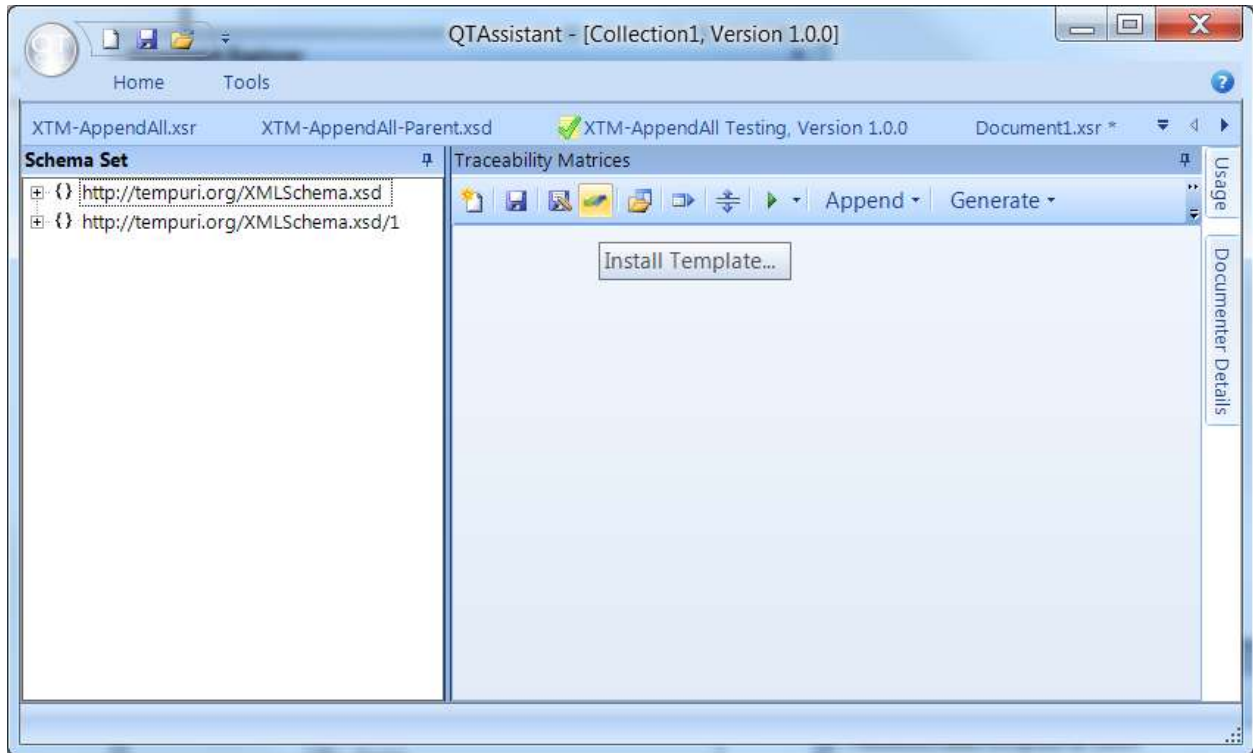 QT
QTAssistant - [Collection1, Version 1.0.0]
Home Tools
XTM-AppendAll.xsr XTM-AppendAll-Parent.xsd XTM-AppendAll Testing, Version 1.0.0 Document1.xsr *
Schema Set
Traceability Matrices
{} http://tempuri.org/XMLSchema.xsd
{} http://tempuri.org/XMLSchema.xsd/1
Append Generate
Install Template...
Usage
Documenter Details